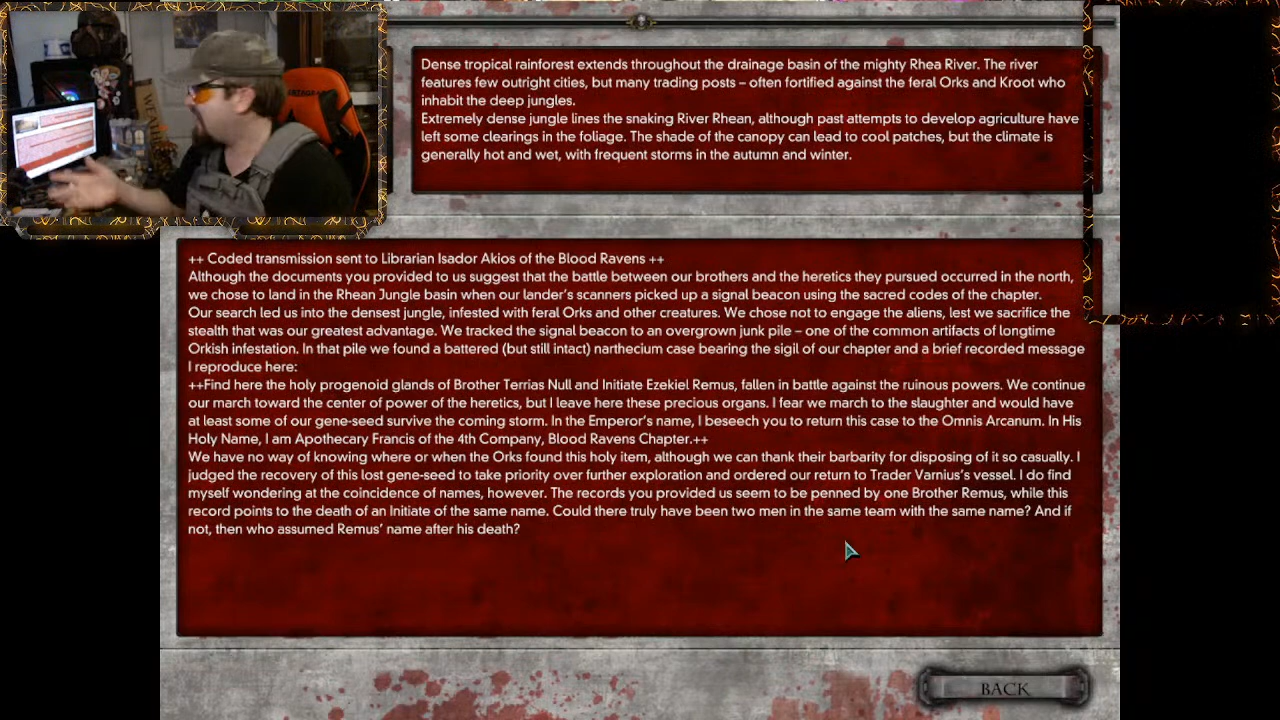 Dense tropical rainforest extends throughout the drainage basin of the mighty Rhea River. The river
features few outright cities, but many trading posts – often fortified against the feral Orks and Kroot who
inhabit the deep jungles.
Extremely dense jungle lines the snaking River Rhean, although past attempts to develop agriculture have
left some clearings in the foliage. The shade of the canopy can lead to cool patches, but the climate is
generally hot and wet, with frequent storms in the autumn and winter.
++ Coded transmission sent to Librarian Isador Akios of the Blood Ravens ++
Although the documents you provided to us suggest that the battle between our brothers and the heretics they pursued occurred in the north,
we chose to land in the Rhean Jungle basin when our lander's scanners picked up a signal beacon using the sacred codes of the chapter.
Our search led us into the densest jungle, infested with feral Orks and other creatures. We chose not to engage the aliens, lest we sacrifice the
stealth that was our greatest advantage. We tracked the signal beacon to an overgrown junk pile – one of the common artifacts of longtime
Orkish infestation. In that pile we found a battered (but still intact) narthecium case bearing the sigil of our chapter and a brief recorded message
I reproduce here:
++Find here the holy progenoid glands of Brother Terrias Null and Initiate Ezekiel Remus, fallen in battle against the ruinous powers. We continue
our march toward the center of power of the heretics, but I leave here these precious organs. I fear we march to the slaughter and would have
at least some of our gene-seed survive the coming storm. In the Emperor's name, I beseech you to return this case to the Omnis Arcanum. In His
Holy Name, I am Apothecary Francis of the 4th Company, Blood Ravens Chapter.++
We have no way of knowing where or when the Orks found this holy item, although we can thank their barbarity for disposing of it so casually. I
judged the recovery of this lost gene-seed to take priority over further exploration and ordered our return to Trader Varnius's vessel. I do find
myself wondering at the coincidence of names, however. The records you provided us seem to be penned by one Brother Remus, while this
record points to the death of an Initiate of the same name. Could there truly have been two men in the same team with the same name? And if
not, then who assumed Remus' name after his death?
BACK